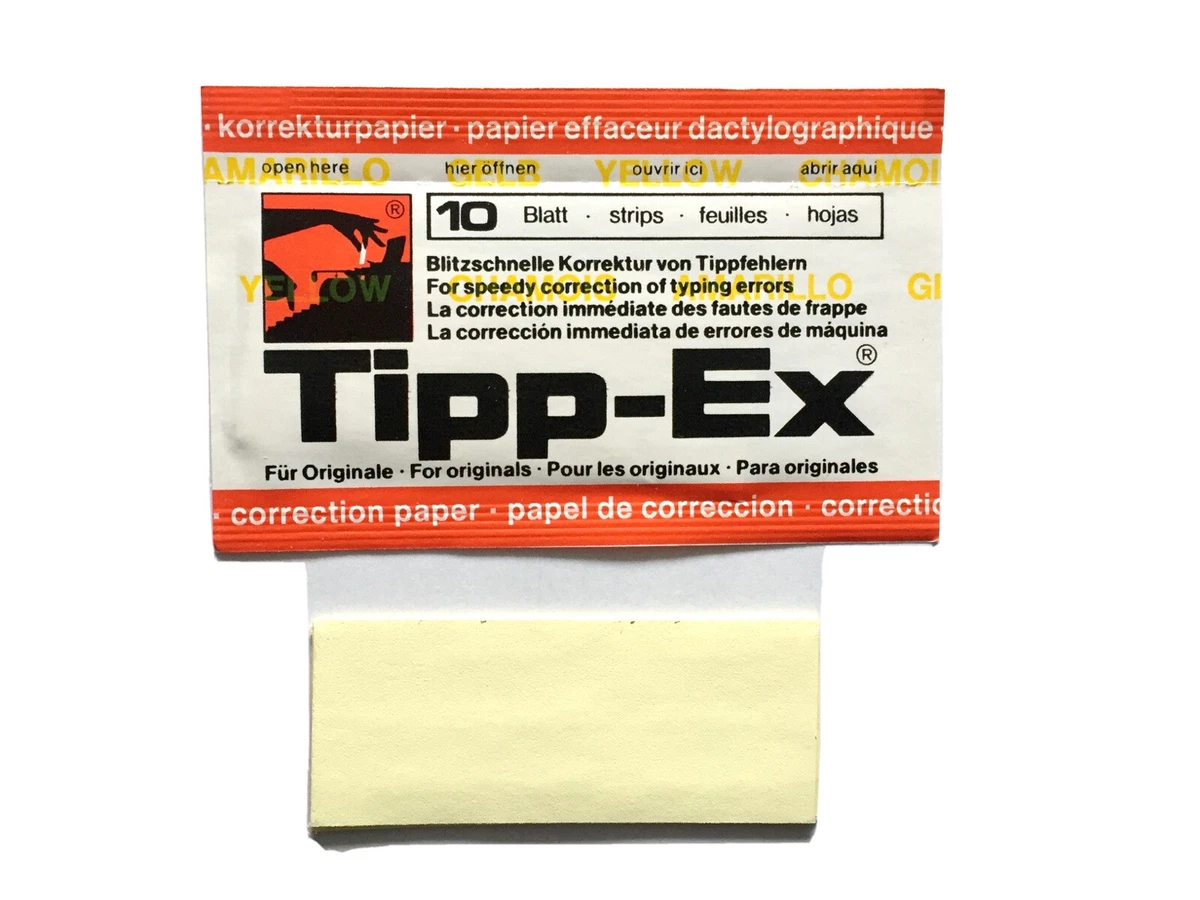 · korrekturpapier · papier effaceur dactylographique ·
AMARILLO GELB YELLOW CHAMOI
open here hier öffnen ouvrir ici abrir aqui
®
10 Blatt · strips · feuilles · hojas
Blitzschnelle Korrektur von Tippfehlern
YELLOW CHAMOIS AMARILLO GI
For speedy correction of typing errors
La correction immédiate des fautes de frappe
La corrección immediata de errores de máquina
Tipp-Ex®
Für Originale · For originals · Pour les originaux · Para originales
· correction paper · papel de correccion · correctio